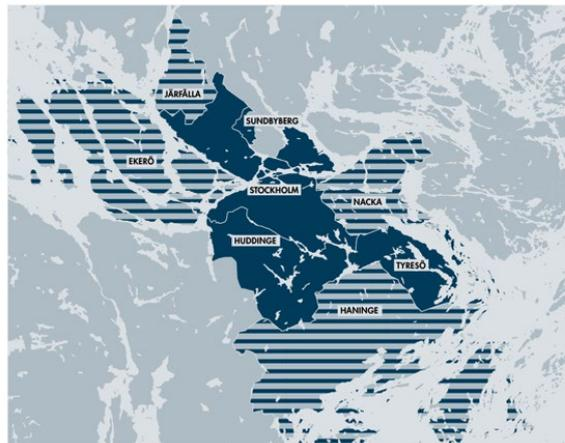 JÄRFÄLLA
SUNDBYBERG
EKERÖ
STOCKHOLM
NACKA
HUDDINGE
TYRESÖ
HANINGE